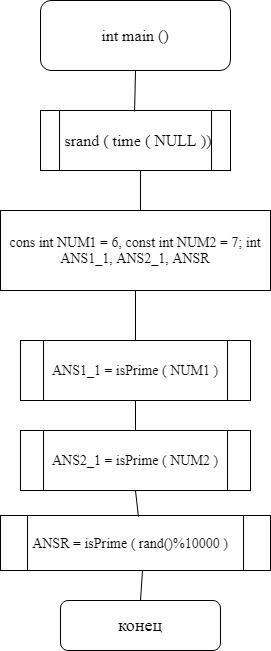 int main ()
srand ( time ( NULL ))
cons int NUM1 = 6, const int NUM2 = 7; int
ANS1_1, ANS2_1, ANSR
ANS1_1 = isPrime ( NUM1 )
ANS2_1 = isPrime ( NUM2 )
ANSR = isPrime ( rand()%10000 )
конец